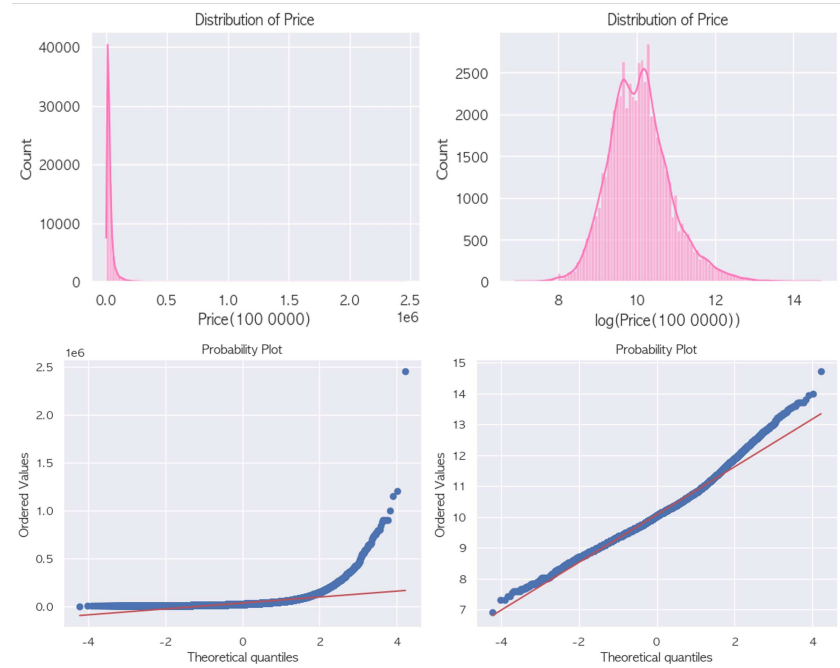 Distribution of Price
40000
30000
20000
10000
0
Count
0.0 0.5 1.0 1.5 2.0 2.5
1e6
Price(100 0000)
Distribution of Price
2500
2000
1500
1000
500
0
Count
8 10 12 14
log(Price(100 0000))
Probability Plot
1e6
2.5
2.0
1.5
1.0
0.5
0.0
Ordered Values
-4 -2 0 2 4
Theoretical quantiles
Probability Plot
15
14
13
12
11
10
9
8
7
Ordered Values
-4 -2 0 2 4
Theoretical quantiles